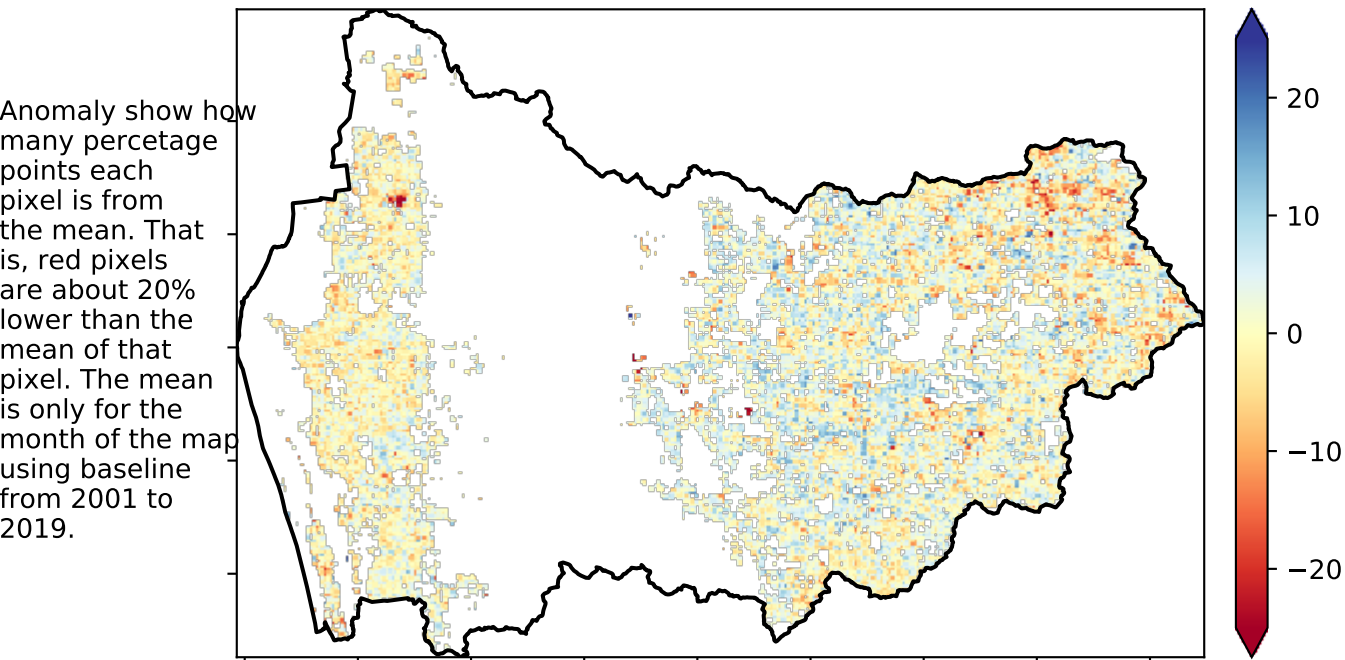 Anomaly show how
many percetage
points each
pixel is from
the mean. That
is, red pixels
are about 20%
lower than the
mean of that
pixel. The mean
is only for the
month of the map
using baseline
from 2001 to
2019.
20
10
0
−10
−20